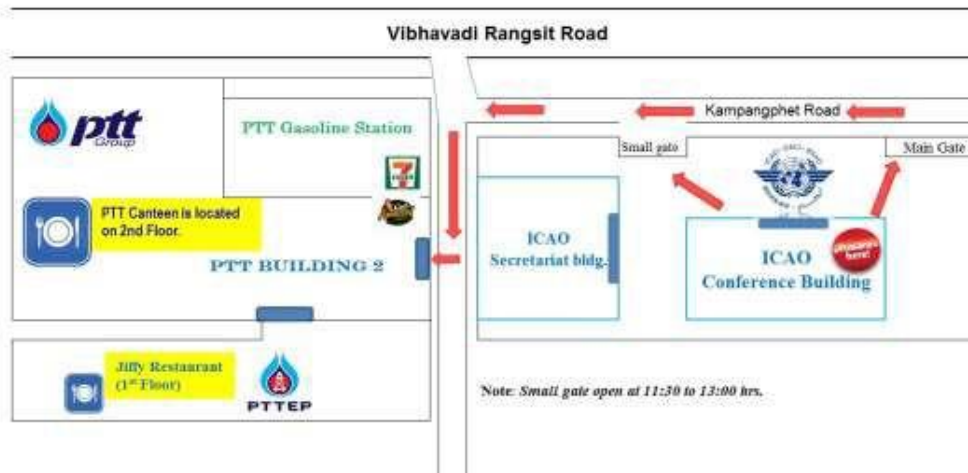 Vibhavadi Rangsit Road
ptt
Group
PTT Gasoline Station
Kampangphet Road
Small gate
Main Gate
7
PTT Canteen is located
on 2nd Floor.
PTT BUILDING 2
ICAO
Secretariat bldg.
ICAO
Conference Building
Jiffy Restaurant
(1st Floor)
PTTEP
Note: Small gate open at 11:30 to 13:00 hrs.